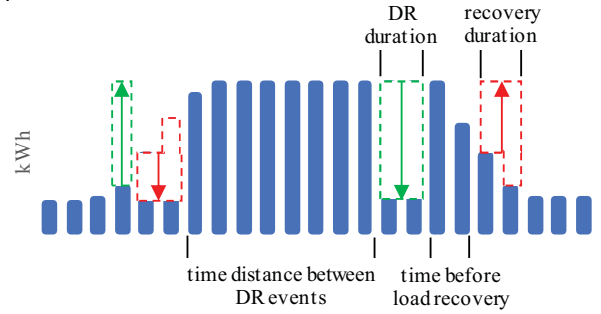 DR
duration
recovery
duration
kWh
time distance between
DR events
time before
load recovery